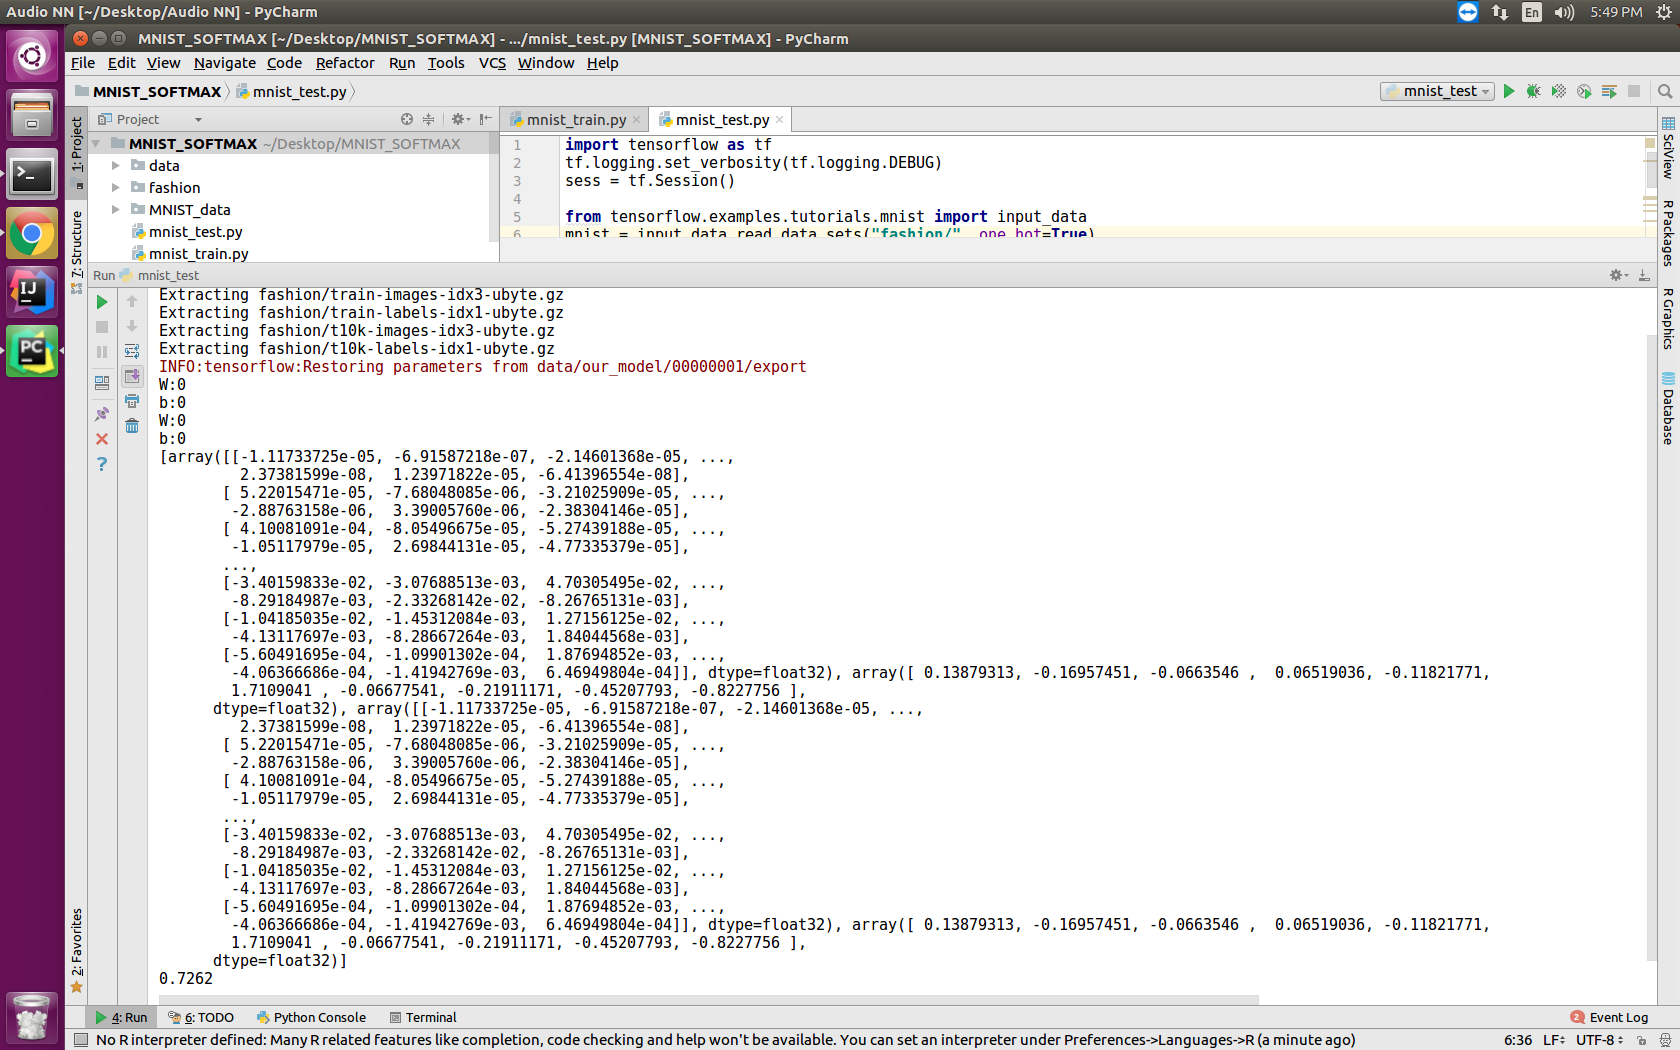 Audio NN [~/Desktop/Audio NN] - PyCharm
En
5:49 PM
MNIST_SOFTMAX [~/Desktop/MNIST_SOFTMAX] - .../mnist_test.py [MNIST_SOFTMAX] - PyCharm
File Edit View Navigate Code Refactor Run Tools VCS Window Help
MNIST_SOFTMAX mnist_test.py
mnist_test
Project
mnist_train.py mnist_test.py
MNIST_SOFTMAX ~/Desktop/MNIST_SOFTMAX
data
fashion
MNIST_data
mnist_test.py
mnist_train.py
1 import tensorflow as tf
2 tf.logging.set_verbosity(tf.logging.DEBUG)
3 sess = tf.Session()
4
5 from tensorflow.examples.tutorials.mnist import input_data
6 mnist = input_data.read_data_sets("fashion/", one_hot=True)
1: Project
7: Structure
2: Favorites
SciView
R Packages
R Graphics
Database
IJ
PC
Run mnist_test
Extracting fashion/train-images-idx3-ubyte.gz
Extracting fashion/train-labels-idx1-ubyte.gz
Extracting fashion/t10k-images-idx3-ubyte.gz
Extracting fashion/t10k-labels-idx1-ubyte.gz
INFO:tensorflow:Restoring parameters from data/our_model/00000001/export
W:0
b:0
W:0
b:0
[array([[-1.11733725e-05, -6.91587218e-07, -2.14601368e-05, ...,
2.37381599e-08, 1.23971822e-05, -6.41396554e-08],
[ 5.22015471e-05, -7.68048085e-06, -3.21025909e-05, ...,
-2.88763158e-06, 3.39005760e-06, -2.38304146e-05],
[ 4.10081091e-04, -8.05496675e-05, -5.27439188e-05, ...,
-1.05117979e-05, 2.69844131e-05, -4.77335379e-05],
...,
[-3.40159833e-02, -3.07688513e-03, 4.70305495e-02, ...,
-8.29184987e-03, -2.33268142e-02, -8.26765131e-03],
[-1.04185035e-02, -1.45312084e-03, 1.27156125e-02, ...,
-4.13117697e-03, -8.28667264e-03, 1.84044568e-03],
[-5.60491695e-04, -1.09901302e-04, 1.87694852e-03, ...,
-4.06366686e-04, -1.41942769e-03, 6.46949804e-04]], dtype=float32), array([ 0.13879313, -0.16957451, -0.0663546 , 0.06519036, -0.11821771,
1.7109041 , -0.06677541, -0.21911171, -0.45207793, -0.8227756 ],
dtype=float32), array([[-1.11733725e-05, -6.91587218e-07, -2.14601368e-05, ...,
2.37381599e-08, 1.23971822e-05, -6.41396554e-08],
[ 5.22015471e-05, -7.68048085e-06, -3.21025909e-05, ...,
-2.88763158e-06, 3.39005760e-06, -2.38304146e-05],
[ 4.10081091e-04, -8.05496675e-05, -5.27439188e-05, ...,
-1.05117979e-05, 2.69844131e-05, -4.77335379e-05],
...,
[-3.40159833e-02, -3.07688513e-03, 4.70305495e-02, ...,
-8.29184987e-03, -2.33268142e-02, -8.26765131e-03],
[-1.04185035e-02, -1.45312084e-03, 1.27156125e-02, ...,
-4.13117697e-03, -8.28667264e-03, 1.84044568e-03],
[-5.60491695e-04, -1.09901302e-04, 1.87694852e-03, ...,
-4.06366686e-04, -1.41942769e-03, 6.46949804e-04]], dtype=float32), array([ 0.13879313, -0.16957451, -0.0663546 , 0.06519036, -0.11821771,
1.7109041 , -0.06677541, -0.21911171, -0.45207793, -0.8227756 ],
dtype=float32)]
0.7262
4: Run 6: TODO Python Console Terminal
2 Event Log
No R interpreter defined: Many R related features like completion, code checking and help won't be available. You can set an interpreter under Preferences->Languages->R (a minute ago)
6:36 LF UTF-8